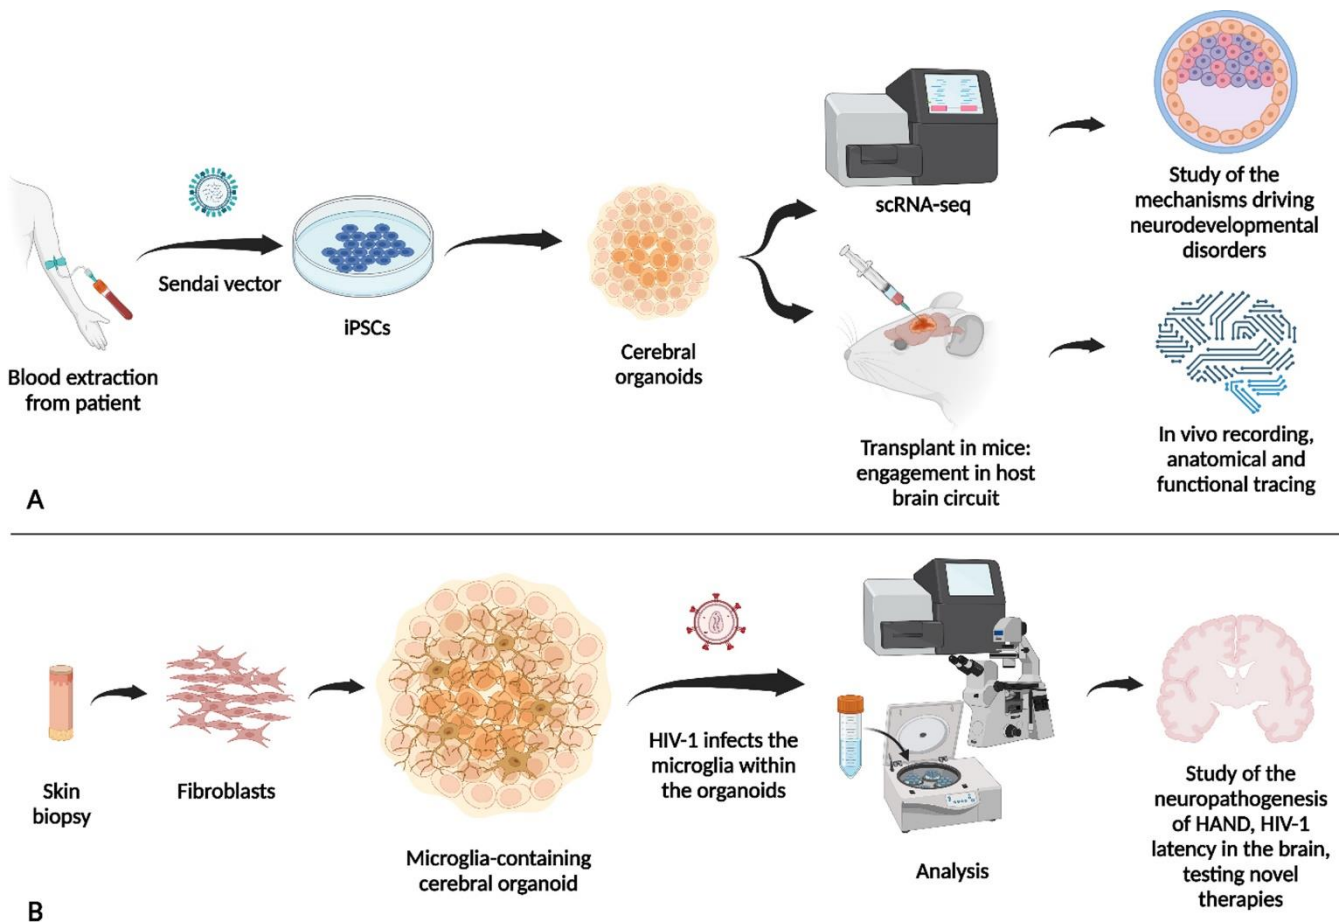 Blood extraction
from patient
Sendai vector
iPSCs
Cerebral
organoids
scRNA-seq
Study of the
mechanisms driving
neurodevelopmental
disorders
Transplant in mice:
engagement in host
brain circuit
In vivo recording,
anatomical and
functional tracing
A
Skin
biopsy
Fibroblasts
Microglia-containing
cerebral organoid
HIV-1 infects the
microglia within
the organoids
Analysis
Study of the
neuropathogenesis
of HAND, HIV-1
latency in the brain,
testing novel
therapies
B